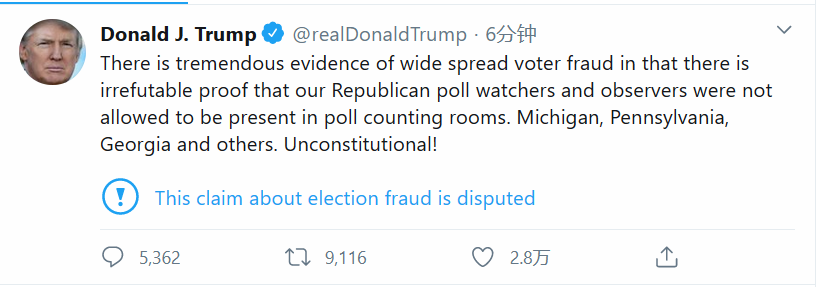 Donald J. Trump @realDonaldTrump · 6分钟
There is tremendous evidence of wide spread voter fraud in that there is
irrefutable proof that our Republican poll watchers and observers were not
allowed to be present in poll counting rooms. Michigan, Pennsylvania,
Georgia and others. Unconstitutional!
This claim about election fraud is disputed
5,362 9,116 2.8万